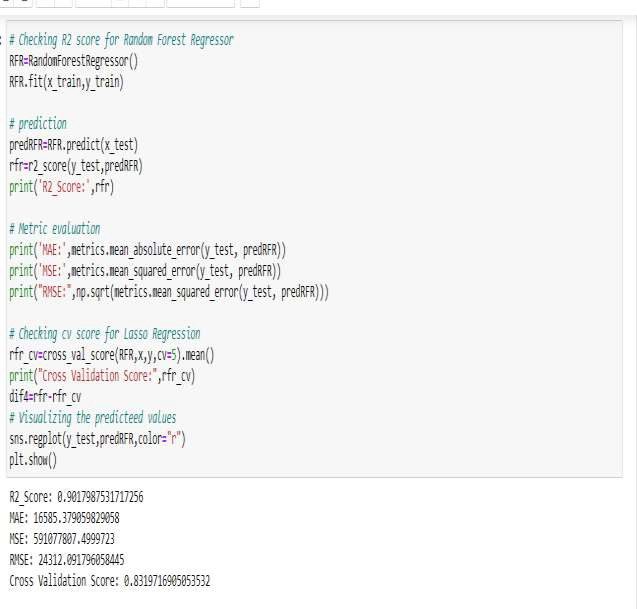 # Checking R2 score for Random Forest Regressor
RFR=RandomForestRegressor()
RFR.fit(x_train,y_train)
# prediction
predRFR=RFR.predict(x_test)
rfr=r2_score(y_test,predRFR)
print('R2_Score:',rfr)
# Metric evaluation
print('MAE:',metrics.mean_absolute_error(y_test, predRFR))
print('MSE:',metrics.mean_squared_error(y_test, predRFR))
print("RMSE:",np.sqrt(metrics.mean_squared_error(y_test, predRFR)))
# Checking cv score for Lasso Regression
rfr_cv=cross_val_score(RFR,x,y,cv=5).mean()
print("Cross Validation Score:",rfr_cv)
dif4=rfr-rfr_cv
# Visualizing the predicteed values
sns.regplot(y_test,predRFR,color="r")
plt.show()
R2_Score: 0.9017987531717256
MAE: 16585.379059829058
MSE: 591077807.4999723
RMSE: 24312.091796058445
Cross Validation Score: 0.8319716905053532